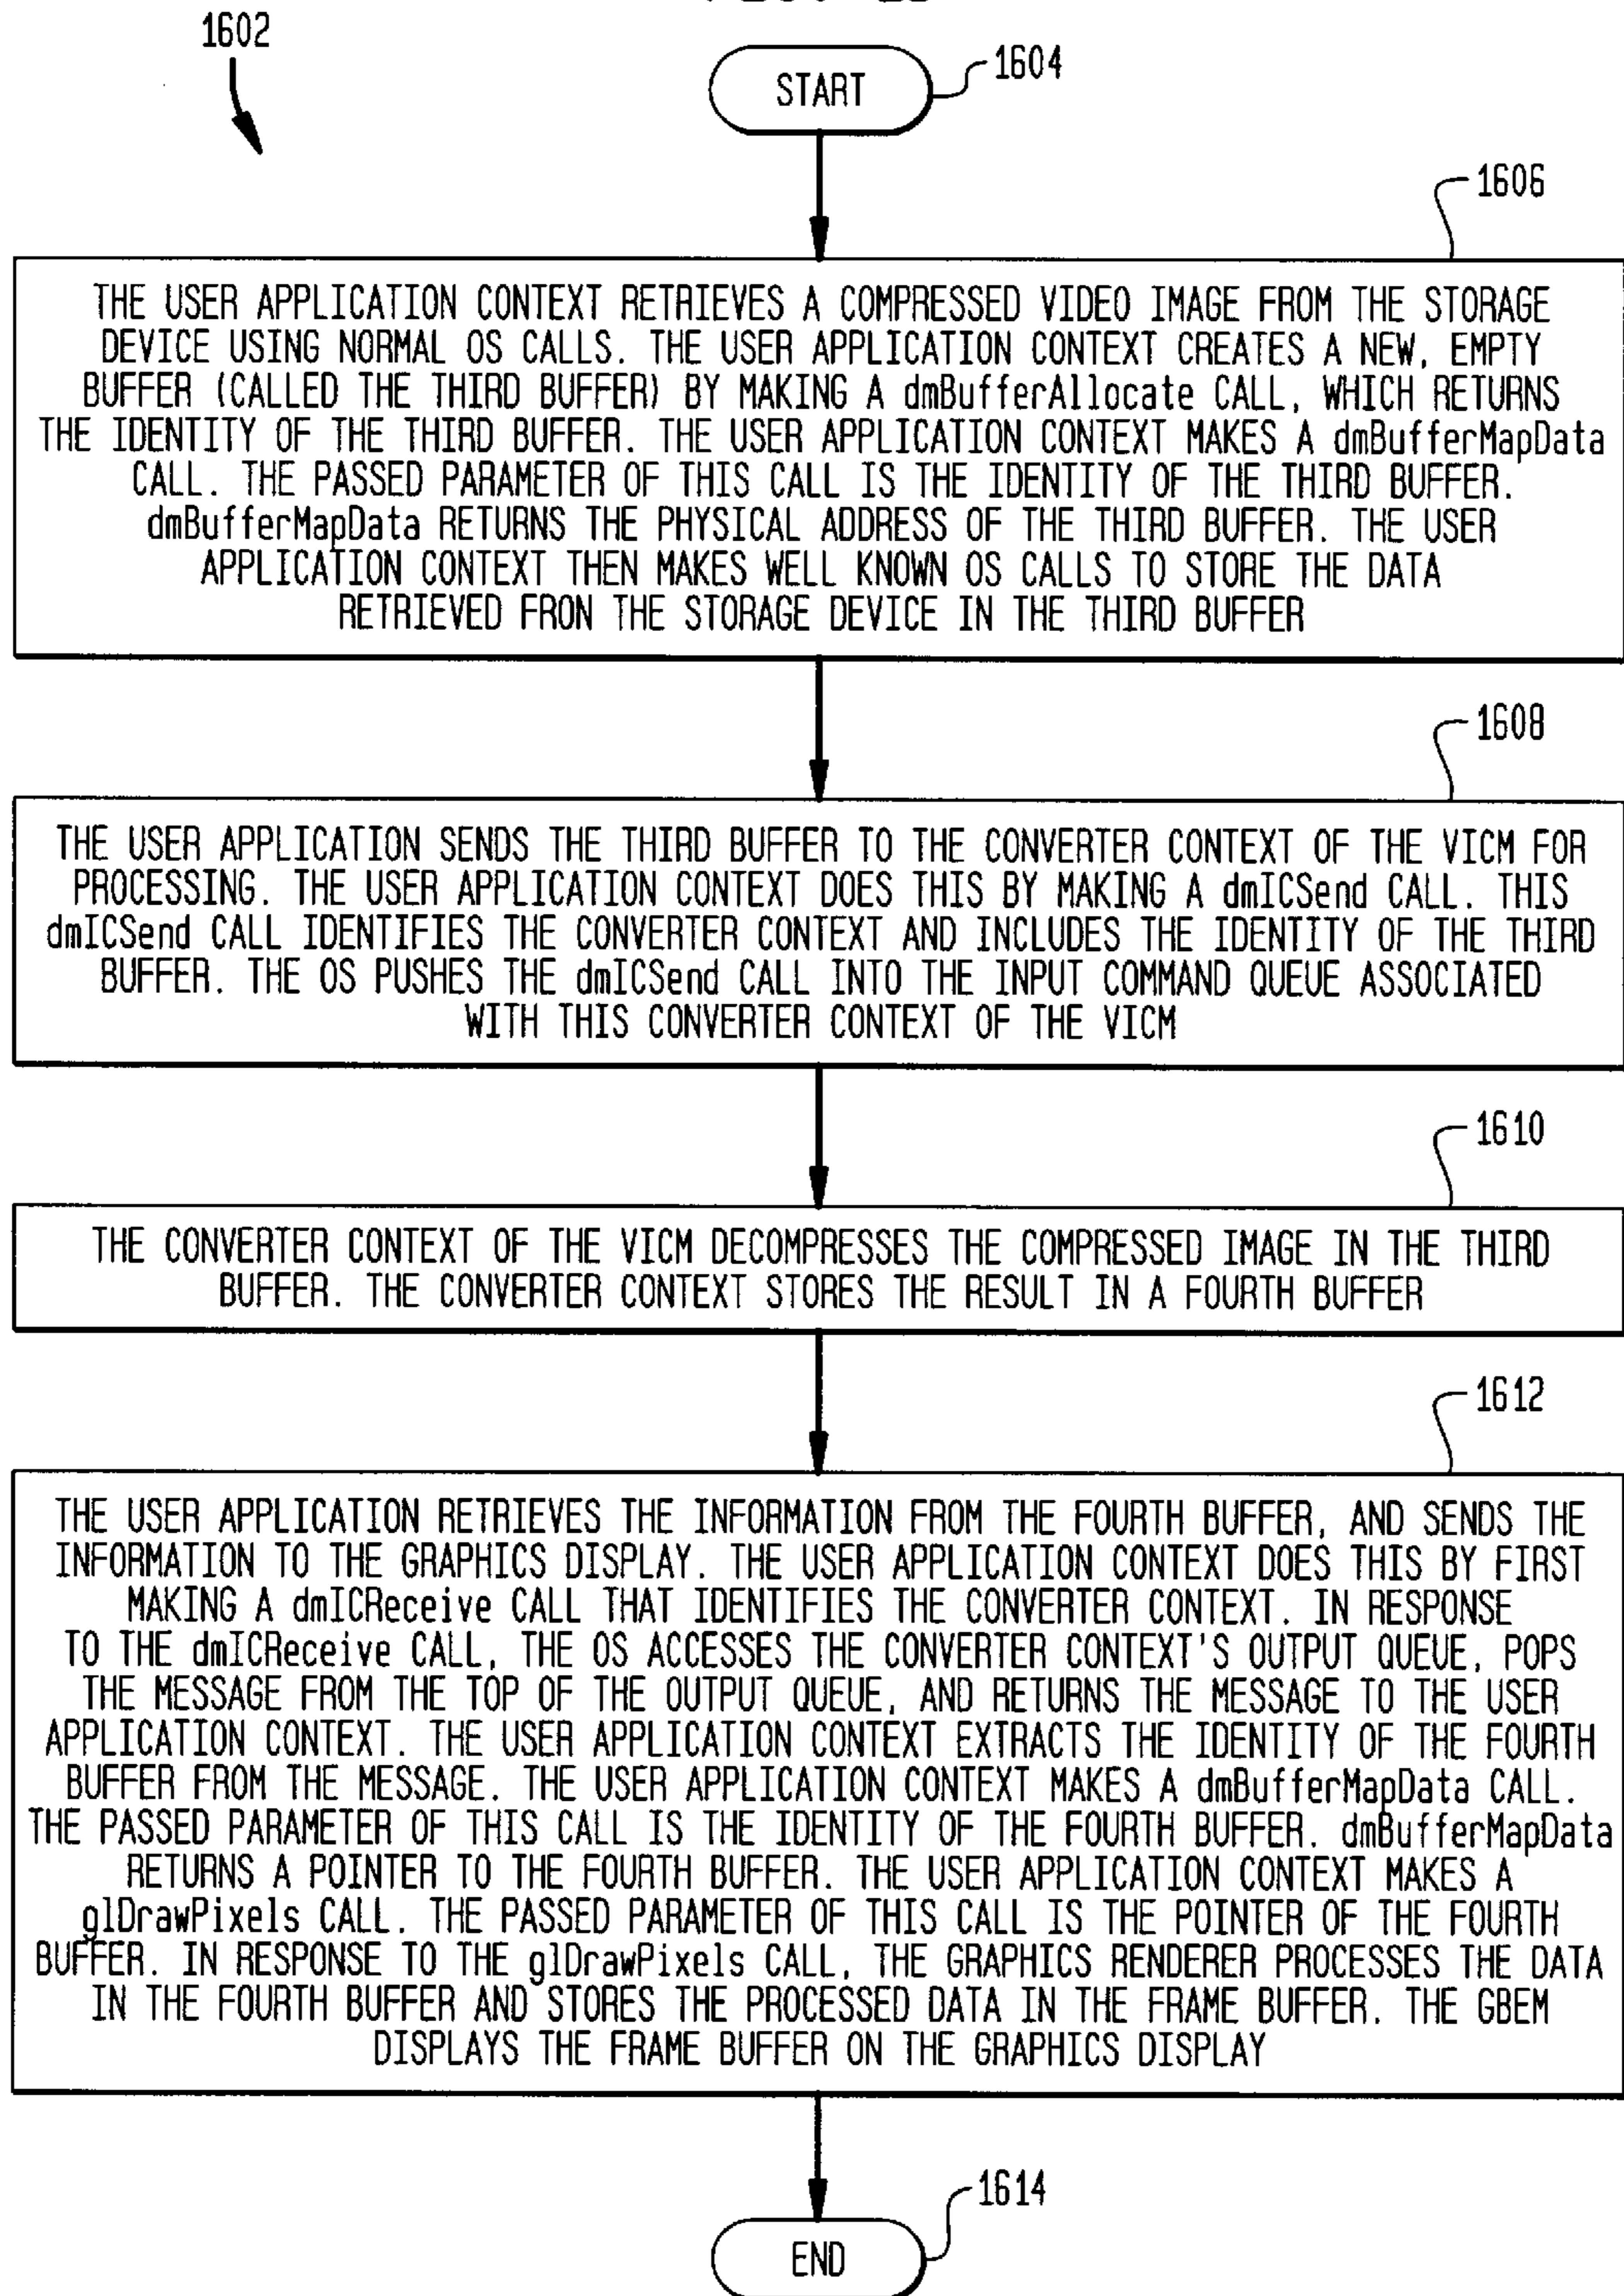 1602
START
1604
1606
THE USER APPLICATION CONTEXT RETRIEVES A COMPRESSED VIDEO IMAGE FROM THE STORAGE
DEVICE USING NORMAL OS CALLS. THE USER APPLICATION CONTEXT CREATES A NEW, EMPTY
BUFFER (CALLED THE THIRD BUFFER) BY MAKING A dmBufferAllocate CALL, WHICH RETURNS
THE IDENTITY OF THE THIRD BUFFER. THE USER APPLICATION CONTEXT MAKES A dmBufferMapData
CALL. THE PASSED PARAMETER OF THIS CALL IS THE IDENTITY OF THE THIRD BUFFER.
dmBufferMapData RETURNS THE PHYSICAL ADDRESS OF THE THIRD BUFFER. THE USER
APPLICATION CONTEXT THEN MAKES WELL KNOWN OS CALLS TO STORE THE DATA
RETRIEVED FRON THE STORAGE DEVICE IN THE THIRD BUFFER
1608
THE USER APPLICATION SENDS THE THIRD BUFFER TO THE CONVERTER CONTEXT OF THE VICM FOR
PROCESSING. THE USER APPLICATION CONTEXT DOES THIS BY MAKING A dmICSend CALL. THIS
dmICSend CALL IDENTIFIES THE CONVERTER CONTEXT AND INCLUDES THE IDENTITY OF THE THIRD
BUFFER. THE OS PUSHES THE dmICSend CALL INTO THE INPUT COMMAND QUEUE ASSOCIATED
WITH THIS CONVERTER CONTEXT OF THE VICM
1610
THE CONVERTER CONTEXT OF THE VICM DECOMPRESSES THE COMPRESSED IMAGE IN THE THIRD
BUFFER. THE CONVERTER CONTEXT STORES THE RESULT IN A FOURTH BUFFER
1612
THE USER APPLICATION RETRIEVES THE INFORMATION FROM THE FOURTH BUFFER, AND SENDS THE
INFORMATION TO THE GRAPHICS DISPLAY. THE USER APPLICATION CONTEXT DOES THIS BY FIRST
MAKING A dmICReceive CALL THAT IDENTIFIES THE CONVERTER CONTEXT. IN RESPONSE
TO THE dmICReceive CALL, THE OS ACCESSES THE CONVERTER CONTEXT'S OUTPUT QUEUE, POPS
THE MESSAGE FROM THE TOP OF THE OUTPUT QUEUE, AND RETURNS THE MESSAGE TO THE USER
APPLICATION CONTEXT. THE USER APPLICATION CONTEXT EXTRACTS THE IDENTITY OF THE FOURTH
BUFFER FROM THE MESSAGE. THE USER APPLICATION CONTEXT MAKES A dmBufferMapData CALL.
THE PASSED PARAMETER OF THIS CALL IS THE IDENTITY OF THE FOURTH BUFFER. dmBufferMapData
RETURNS A POINTER TO THE FOURTH BUFFER. THE USER APPLICATION CONTEXT MAKES A
glDrawPixels CALL. THE PASSED PARAMETER OF THIS CALL IS THE POINTER OF THE FOURTH
BUFFER. IN RESPONSE TO THE glDrawPixels CALL, THE GRAPHICS RENDERER PROCESSES THE DATA
IN THE FOURTH BUFFER AND STORES THE PROCESSED DATA IN THE FRAME BUFFER. THE GBEM
DISPLAYS THE FRAME BUFFER ON THE GRAPHICS DISPLAY
1614
END